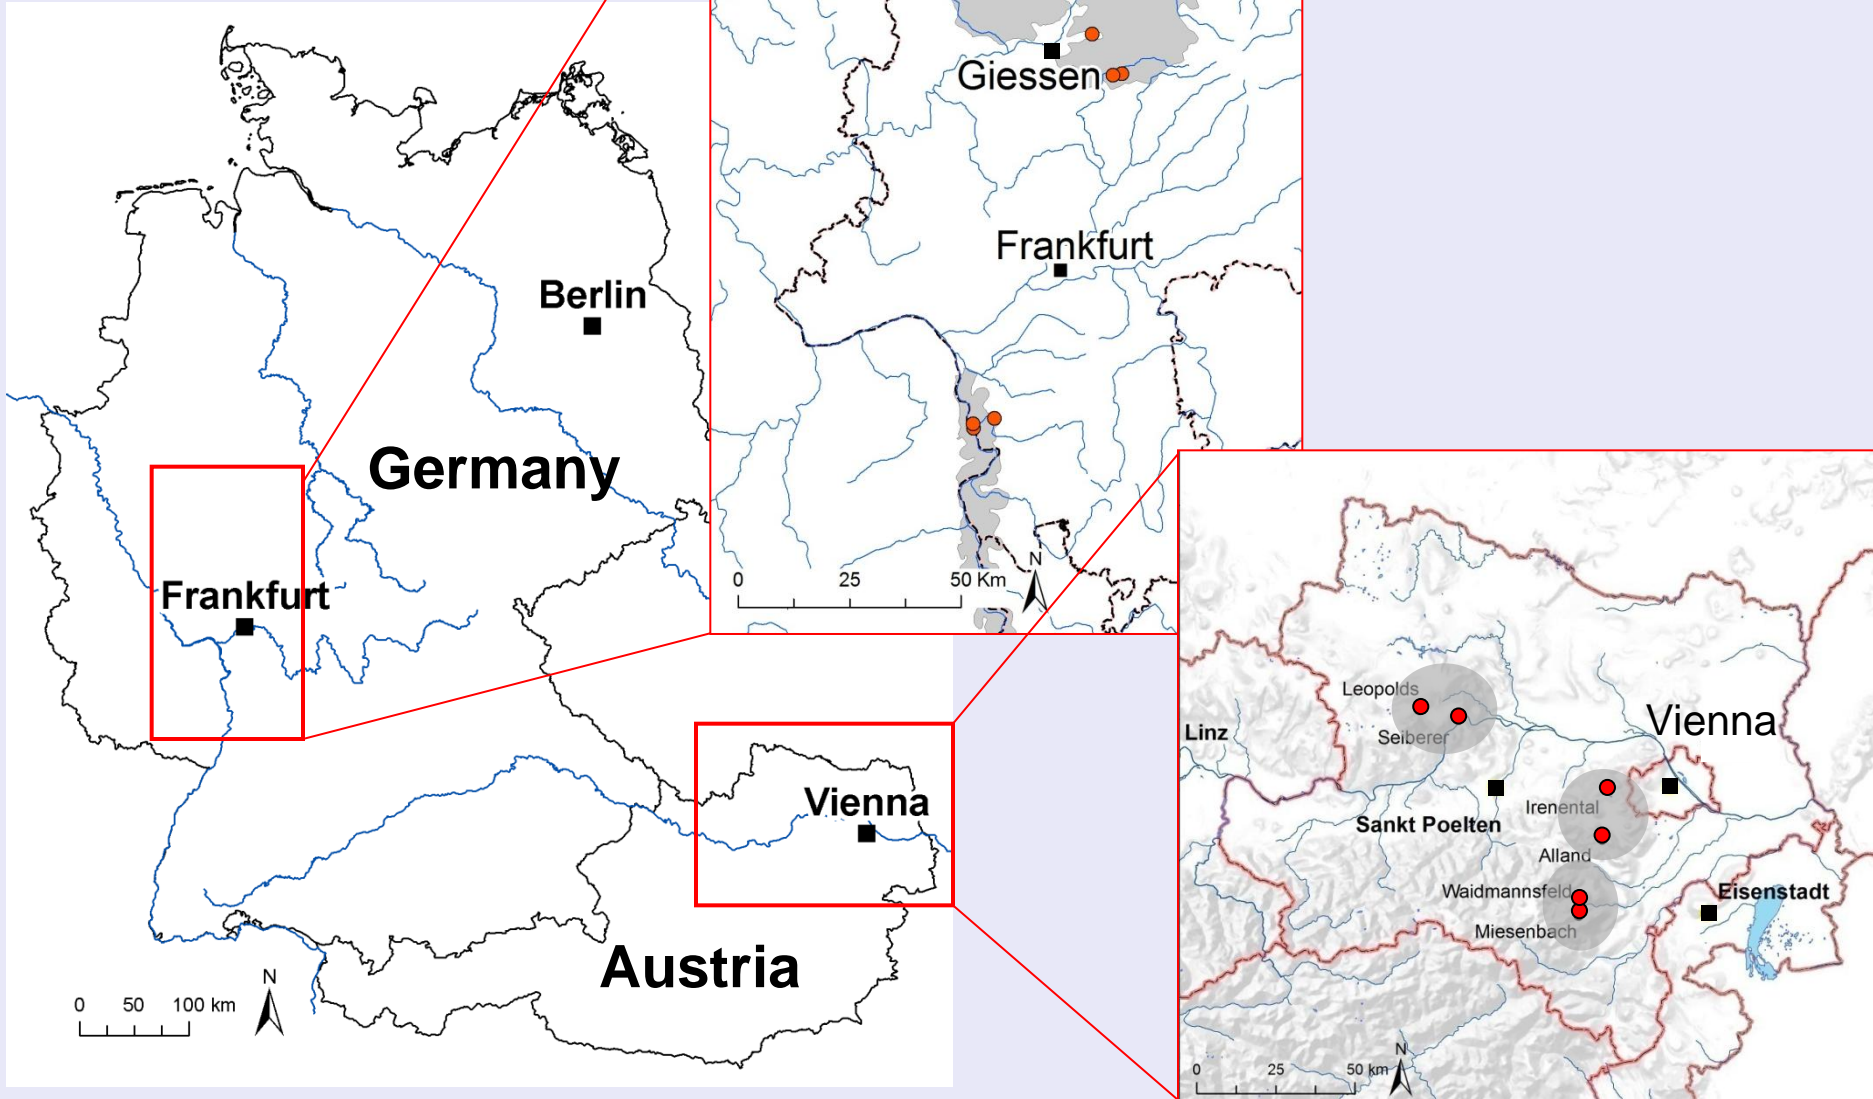 Berlin
Germany
Frankfurt
Vienna
Austria
N
0 50 100 km
Giessen
Frankfurt
N
0 25 50 Km
Leopolds
Seiberer
Linz
Vienna
Irenental
Sankt Poelten
Alland
Waidmannsfeld
Eisenstadt
Miesenbach
N
0 25 50 km